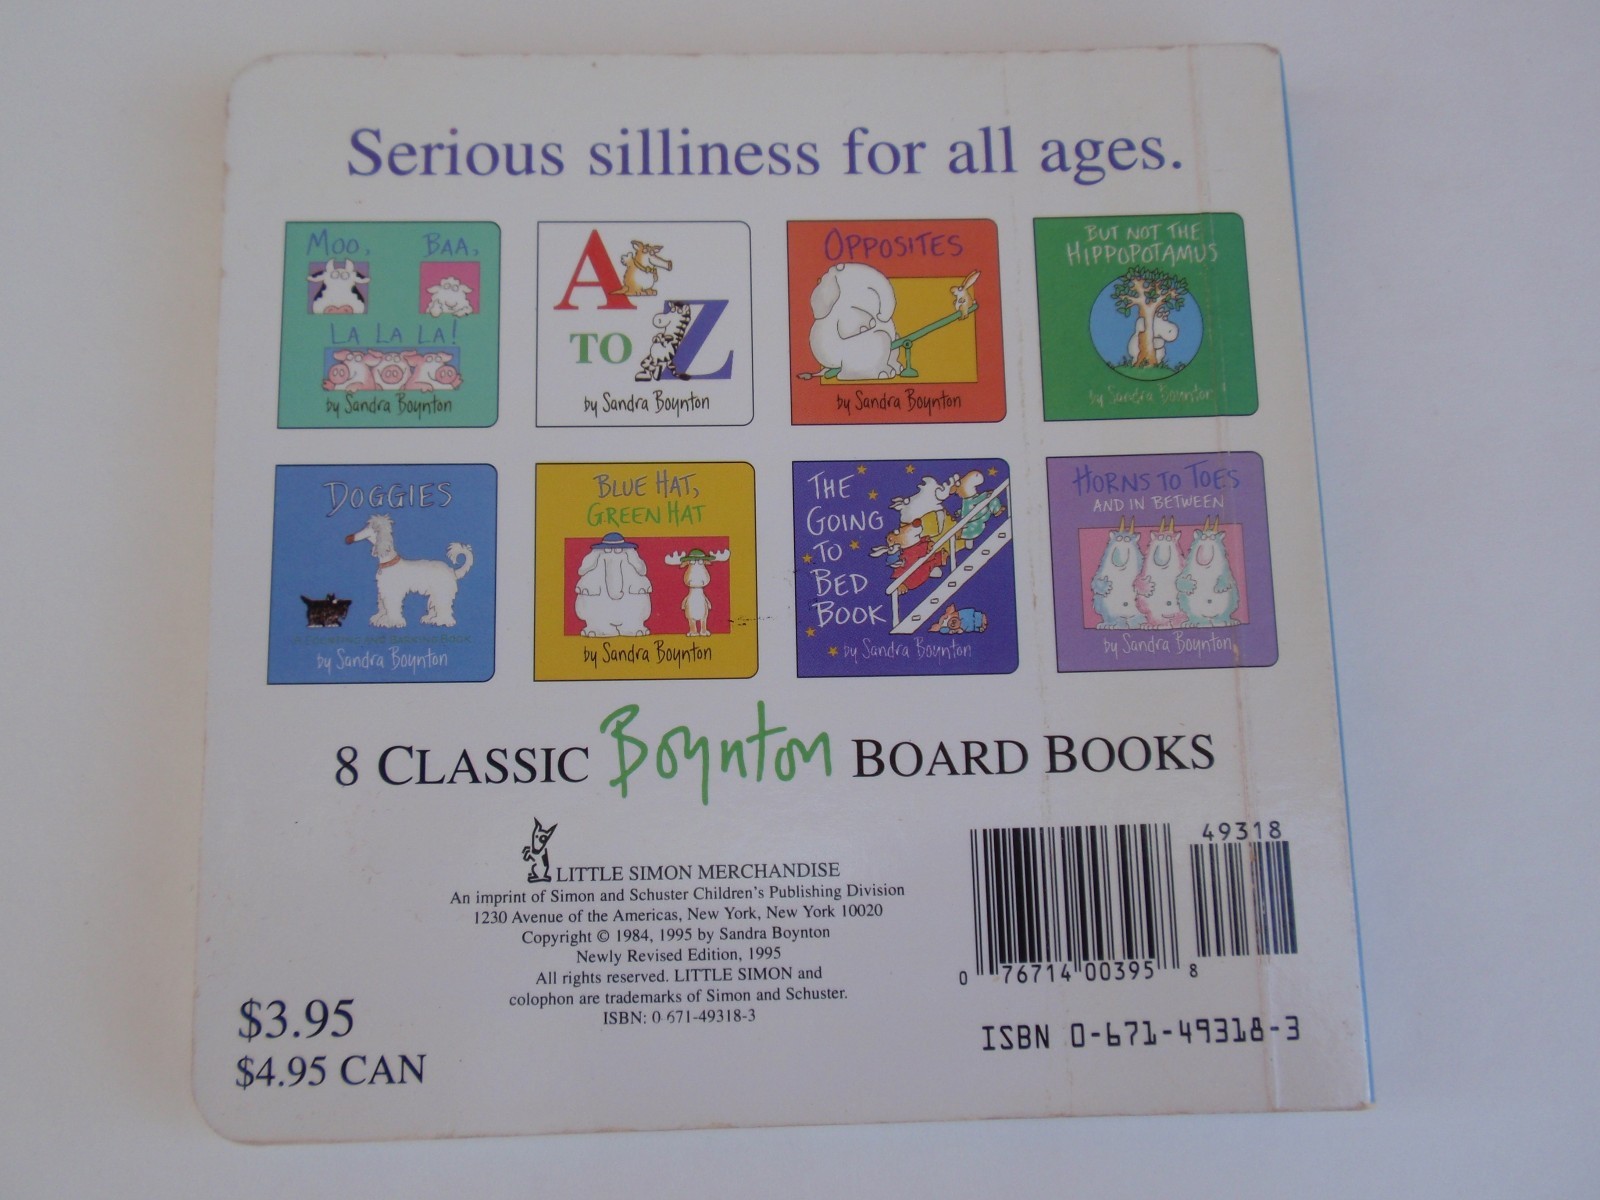 Serious silliness for all ages.
MOO, BAA,
LA LA LA!
by Sandra Boynton
A
TO
Z
by Sandra Boynton
OPPOSITES
by Sandra Boynton
BUT NOT THE
HIPPOPOTAMUS
by Sandra Boynton
DOGGIES
A COUNTING AND BARKING BOOK
by Sandra Boynton
BLUE HAT,
GREEN HAT
by Sandra Boynton
THE
GOING
TO
BED
BOOK
by Sandra Boynton
HORNS TO TOES
AND IN BETWEEN
by Sandra Boynton
8 CLASSIC Boynton BOARD BOOKS
LITTLE SIMON MERCHANDISE
An imprint of Simon and Schuster Children's Publishing Division
1230 Avenue of the Americas, New York, New York 10020
Copyright © 1984, 1995 by Sandra Boynton
Newly Revised Edition, 1995
All rights reserved. LITTLE SIMON and
colophon are trademarks of Simon and Schuster.
ISBN: 0-671-49318-3
$3.95
$4.95 CAN
49318
0 76714 00395 8
ISBN 0-671-49318-3